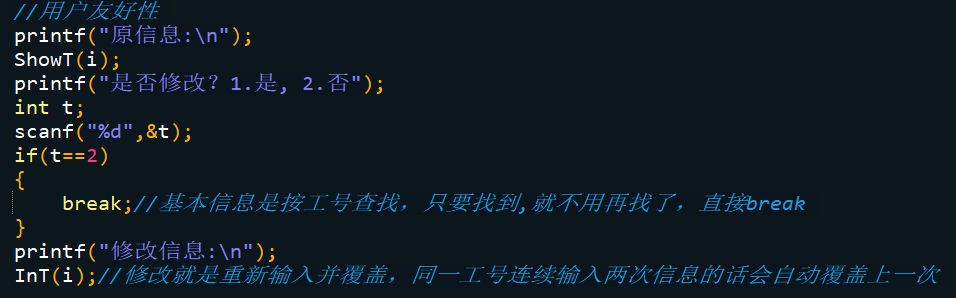 //用户友好性
printf("原信息:\n");
ShowT(i);
printf("是否修改？1.是, 2.否");
int t;
scanf("%d",&t);
if(t==2)
{
    break;//基本信息是按工号查找，只要找到,就不用再找了，直接break
}
printf("修改信息:\n");
InT(i);//修改就是重新输入并覆盖，同一工号连续输入两次信息的话会自动覆盖上一次